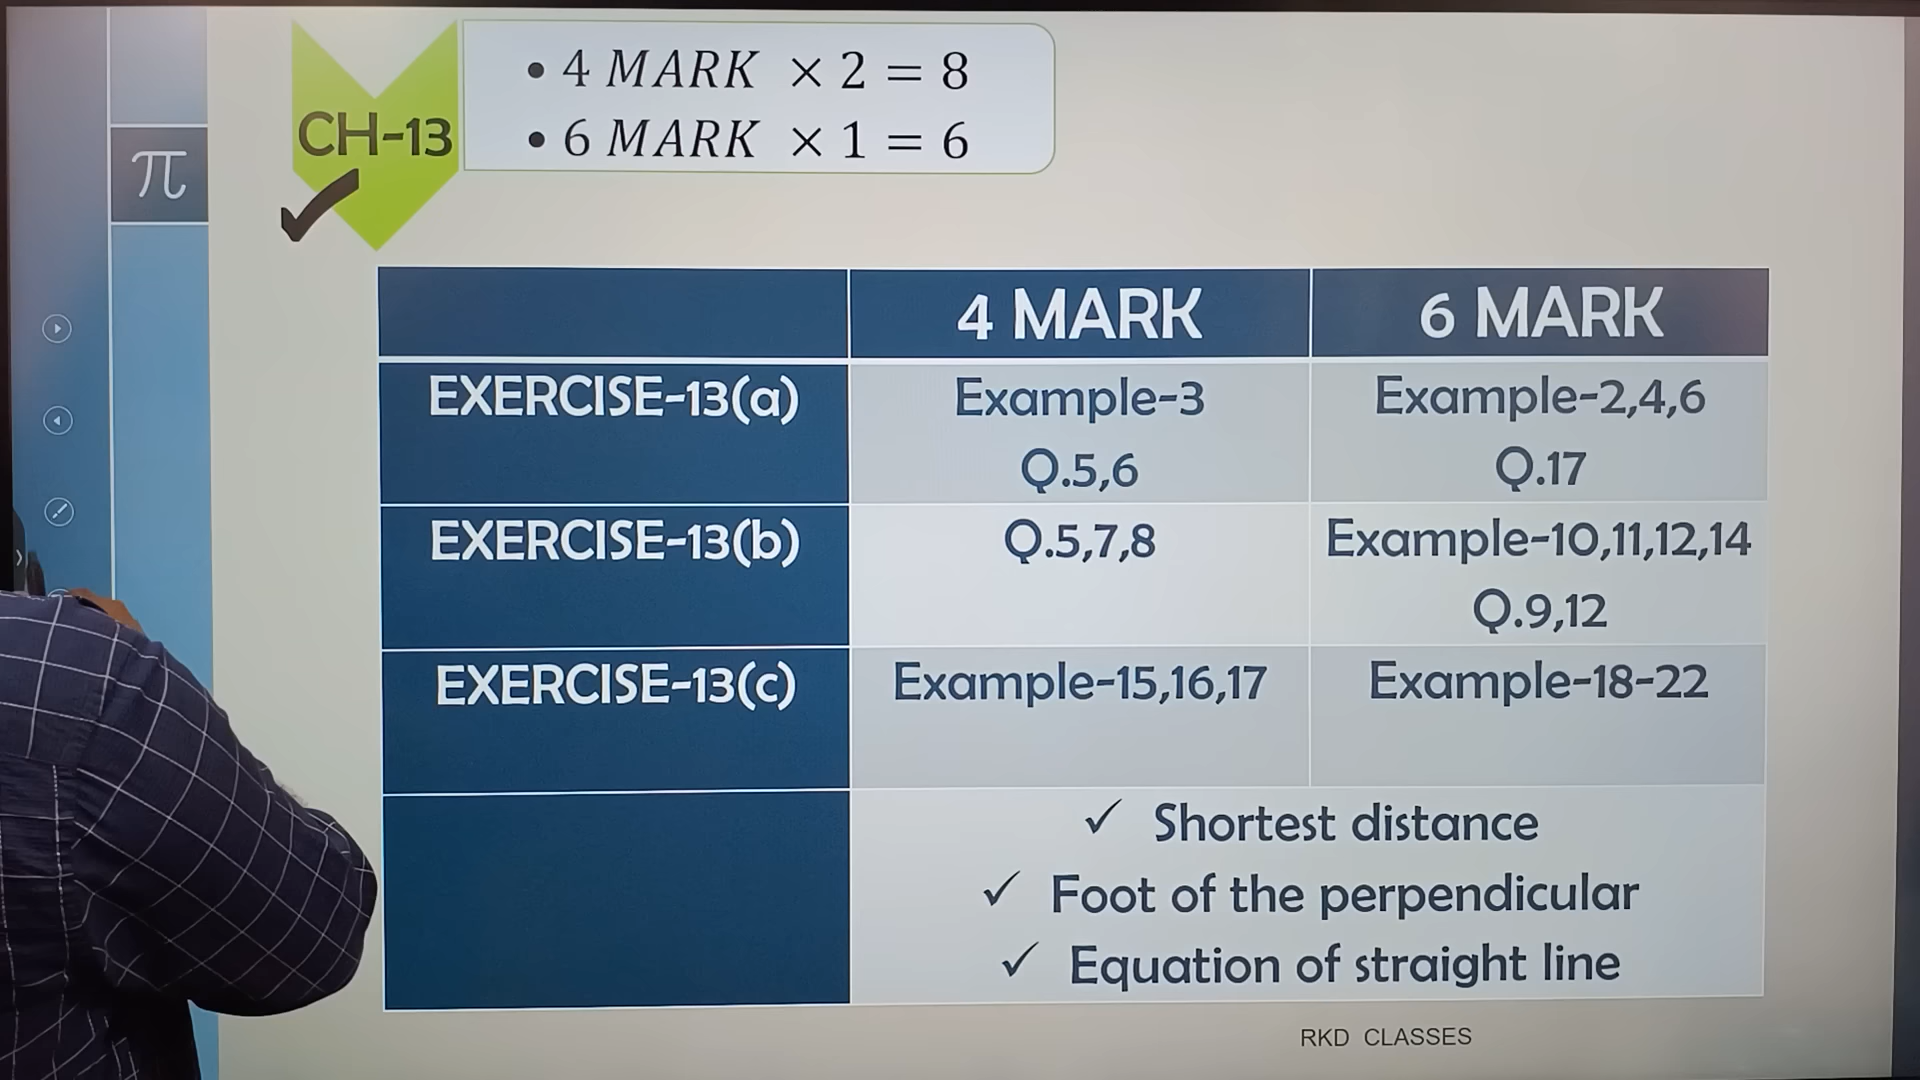 CH-13
• 4 MARK × 2 = 8
• 6 MARK × 1 = 6
π
4 MARK
6 MARK
EXERCISE-13(a)
Example-3
Q.5,6
Example-2,4,6
Q.17
EXERCISE-13(b)
Q.5,7,8
Example-10,11,12,14
Q.9,12
EXERCISE-13(c)
Example-15,16,17
Example-18-22
✓ Shortest distance
✓ Foot of the perpendicular
✓ Equation of straight line
RKD CLASSES